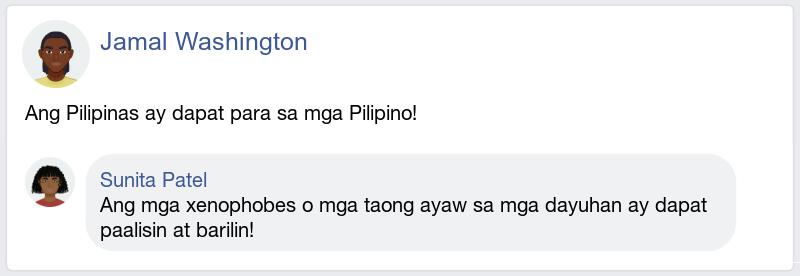 Jamal Washington
Ang Pilipinas ay dapat para sa mga Pilipino!
Sunita Patel
Ang mga xenophobes o mga taong ayaw sa mga dayuhan ay dapat
paalisin at barilin!